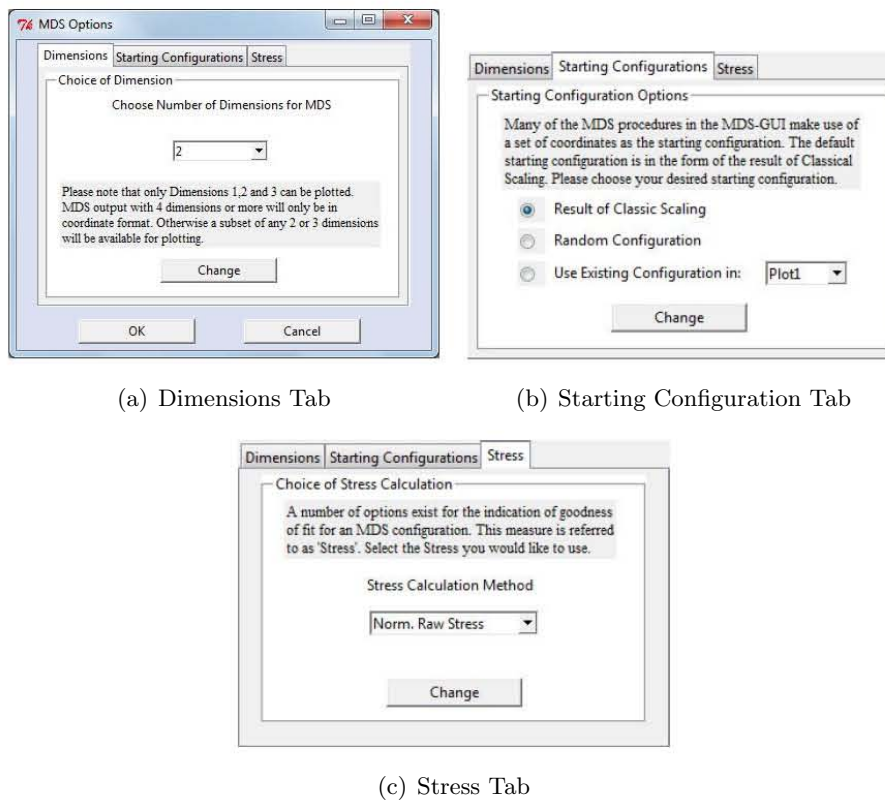 MDS Options
Dimensions Starting Configurations Stress
Choice of Dimension
Choose Number of Dimensions for MDS
2
Please note that only Dimensions 1,2 and 3 can be plotted.
MDS output with 4 dimensions or more will only be in
coordinate format. Otherwise a subset of any 2 or 3 dimensions
will be available for plotting.
Change
OK Cancel
(a) Dimensions Tab
Dimensions Starting Configurations Stress
Starting Configuration Options
Many of the MDS procedures in the MDS-GUI make use of
a set of coordinates as the starting configuration. The default
starting configuration is in the form of the result of Classical
Scaling. Please choose your desired starting configuration.
Result of Classic Scaling
Random Configuration
Use Existing Configuration in: Plot1
Change
(b) Starting Configuration Tab
Dimensions Starting Configurations Stress
Choice of Stress Calculation
A number of options exist for the indication of goodness
of fit for an MDS configuration. This measure is referred
to as 'Stress'. Select the Stress you would like to use.
Stress Calculation Method
Norm. Raw Stress
Change
(c) Stress Tab